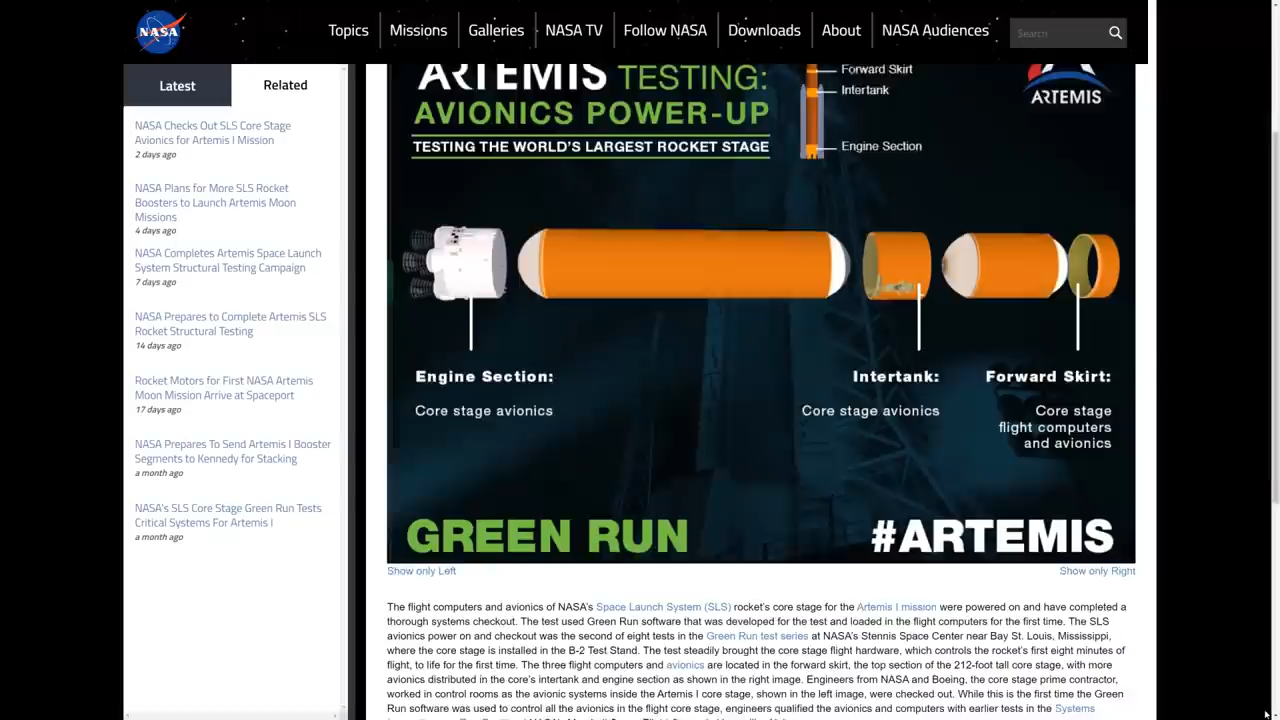 NASA
Topics
Missions
Galleries
NASA TV
Follow NASA
Downloads
About
NASA Audiences
Search
Latest
Related
NASA Checks Out SLS Core Stage
Avionics for Artemis I Mission
2 days ago
NASA Plans for More SLS Rocket
Boosters to Launch Artemis Moon
Missions
4 days ago
NASA Completes Artemis Space Launch
System Structural Testing Campaign
7 days ago
NASA Prepares to Complete Artemis SLS
Rocket Structural Testing
14 days ago
Rocket Motors for First NASA Artemis
Moon Mission Arrive at Spaceport
17 days ago
NASA Prepares To Send Artemis I Booster
Segments to Kennedy for Stacking
a month ago
NASA's SLS Core Stage Green Run Tests
Critical Systems For Artemis I
a month ago
ARTEMIS TESTING:
AVIONICS POWER-UP
TESTING THE WORLD'S LARGEST ROCKET STAGE
Forward Skirt
Intertank
Engine Section
ARTEMIS
Engine Section:
Core stage avionics
Intertank:
Core stage avionics
Forward Skirt:
Core stage
flight computers
and avionics
GREEN RUN
#ARTEMIS
Show only Left
Show only Right
The flight computers and avionics of NASA's Space Launch System (SLS) rocket's core stage for the Artemis I mission were powered on and have completed a
thorough systems checkout. The test used Green Run software that was developed for the test and loaded in the flight computers for the first time. The SLS
avionics power on and checkout was the second of eight tests in the Green Run test series at NASA's Stennis Space Center near Bay St. Louis, Mississippi,
where the core stage is installed in the B-2 Test Stand. The test steadily brought the core stage flight hardware, which controls the rocket's first eight minutes of
flight, to life for the first time. The three flight computers and avionics are located in the forward skirt, the top section of the 212-foot tall core stage, with more
avionics distributed in the core's intertank and engine section as shown in the right image. Engineers from NASA and Boeing, the core stage prime contractor,
worked in control rooms as the avionic systems inside the Artemis I core stage, shown in the left image, were checked out. While this is the first time the Green
Run software was used to control all the avionics in the flight core stage, engineers qualified the avionics and computers with earlier tests in the Systems